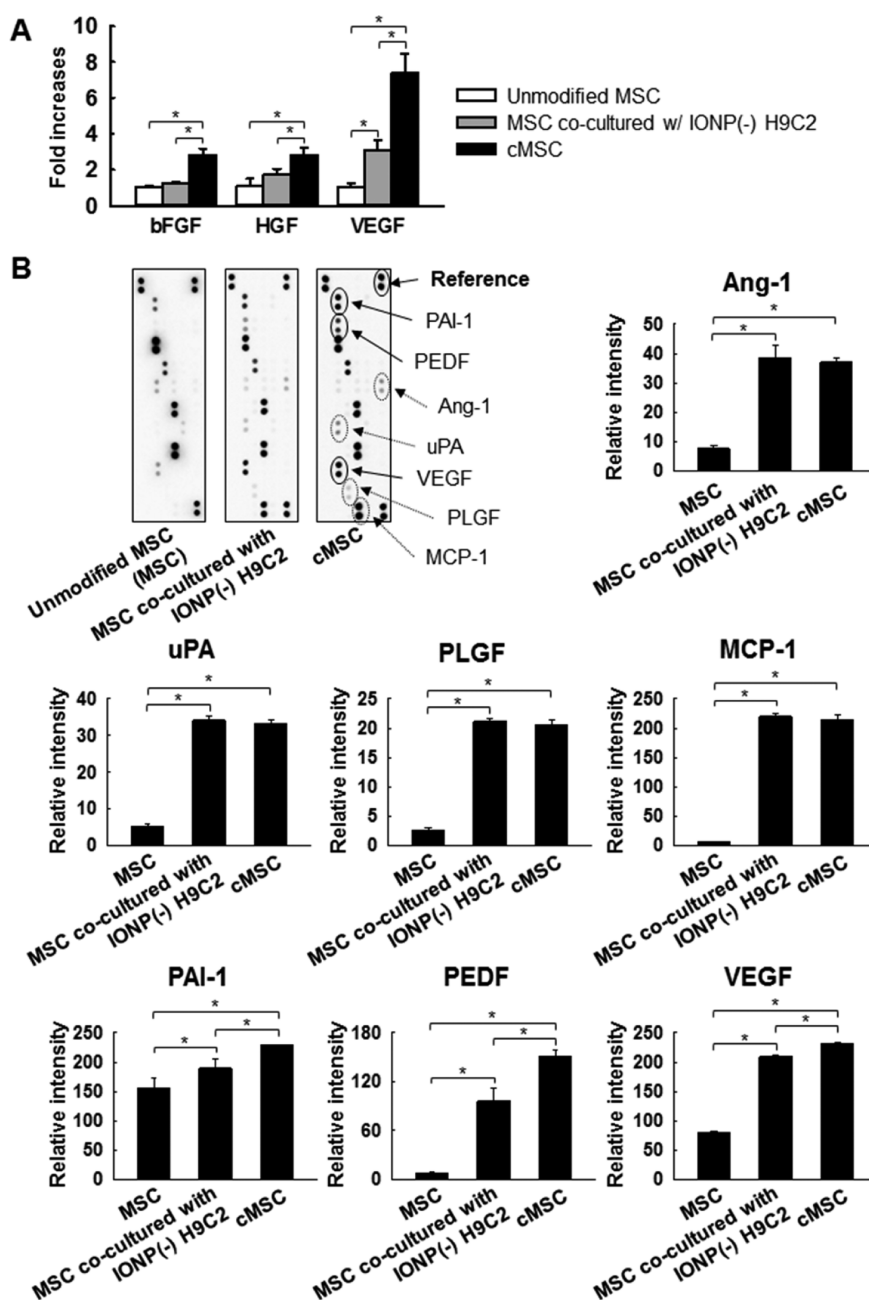 A
Fold increases
10
8
6
4
2
0
bFGF
HGF
VEGF
*
*
*
*
*
*
*
Unmodified MSC
MSC co-cultured w/ IONP(-) H9C2
cMSC
B
Reference
PAI-1
PEDF
Ang-1
uPA
VEGF
PLGF
MCP-1
Unmodified MSC
(MSC)
MSC co-cultured with
IONP(-) H9C2
cMSC
Ang-1
Relative intensity
50
40
30
20
10
0
*
*
MSC
MSC co-cultured with
IONP(-) H9C2
cMSC
uPA
Relative intensity
40
30
20
10
0
*
*
MSC
MSC co-cultured with
IONP(-) H9C2
cMSC
PLGF
Relative intensity
25
20
15
10
5
0
*
*
MSC
MSC co-cultured with
IONP(-) H9C2
cMSC
MCP-1
Relative intensity
250
200
150
100
50
0
*
*
MSC
MSC co-cultured with
IONP(-) H9C2
cMSC
PAI-1
Relative intensity
250
200
150
100
50
0
*
*
*
MSC
MSC co-cultured with
IONP(-) H9C2
cMSC
PEDF
Relative intensity
180
120
60
0
*
*
*
MSC
MSC co-cultured with
IONP(-) H9C2
cMSC
VEGF
Relative intensity
250
200
150
100
50
0
*
*
*
MSC
MSC co-cultured with
IONP(-) H9C2
cMSC